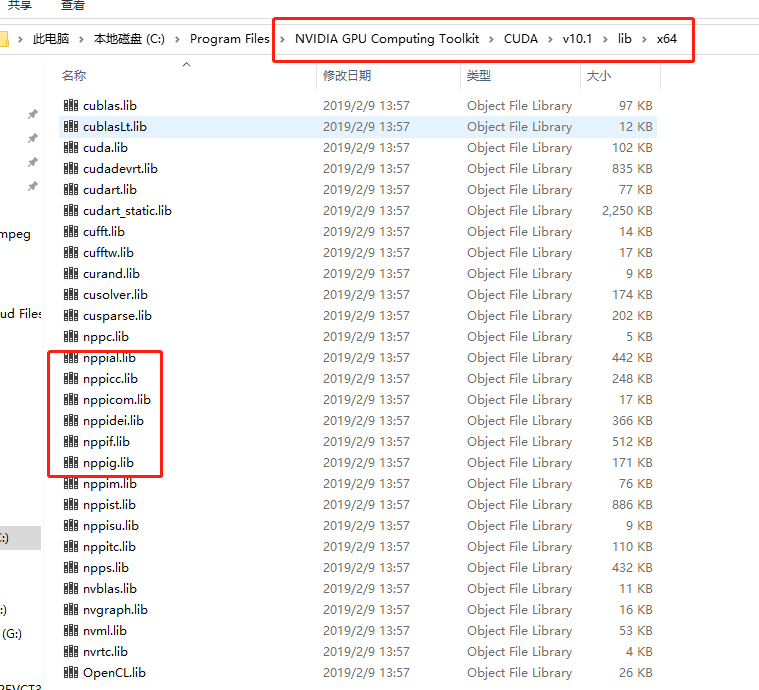 共享 查看
此电脑 > 本地磁盘 (C:) > Program Files > NVIDIA GPU Computing Toolkit > CUDA > v10.1 > lib > x64
名称 修改日期 类型 大小
cublas.lib 2019/2/9 13:57 Object File Library 97 KB
cublasLt.lib 2019/2/9 13:57 Object File Library 12 KB
cuda.lib 2019/2/9 13:57 Object File Library 102 KB
cudadevrt.lib 2019/2/9 13:57 Object File Library 835 KB
cudart.lib 2019/2/9 13:57 Object File Library 77 KB
cudart_static.lib 2019/2/9 13:57 Object File Library 2,250 KB
mpeg cufft.lib 2019/2/9 13:57 Object File Library 14 KB
cufftw.lib 2019/2/9 13:57 Object File Library 17 KB
curand.lib 2019/2/9 13:57 Object File Library 9 KB
cusolver.lib 2019/2/9 13:57 Object File Library 174 KB
ud Files cusparse.lib 2019/2/9 13:57 Object File Library 202 KB
nppc.lib 2019/2/9 13:57 Object File Library 5 KB
nppial.lib 2019/2/9 13:57 Object File Library 442 KB
nppicc.lib 2019/2/9 13:57 Object File Library 248 KB
nppicom.lib 2019/2/9 13:57 Object File Library 17 KB
nppidei.lib 2019/2/9 13:57 Object File Library 366 KB
nppif.lib 2019/2/9 13:57 Object File Library 512 KB
nppig.lib 2019/2/9 13:57 Object File Library 171 KB
nppim.lib 2019/2/9 13:57 Object File Library 76 KB
nppist.lib 2019/2/9 13:57 Object File Library 886 KB
nppisu.lib 2019/2/9 13:57 Object File Library 9 KB
:) nppitc.lib 2019/2/9 13:57 Object File Library 110 KB
npps.lib 2019/2/9 13:57 Object File Library 432 KB
nvblas.lib 2019/2/9 13:57 Object File Library 11 KB
:) nvgraph.lib 2019/2/9 13:57 Object File Library 16 KB
(G:) nvml.lib 2019/2/9 13:57 Object File Library 53 KB
nvrtc.lib 2019/2/9 13:57 Object File Library 4 KB
OpenCL.lib 2019/2/9 13:57 Object File Library 26 KB